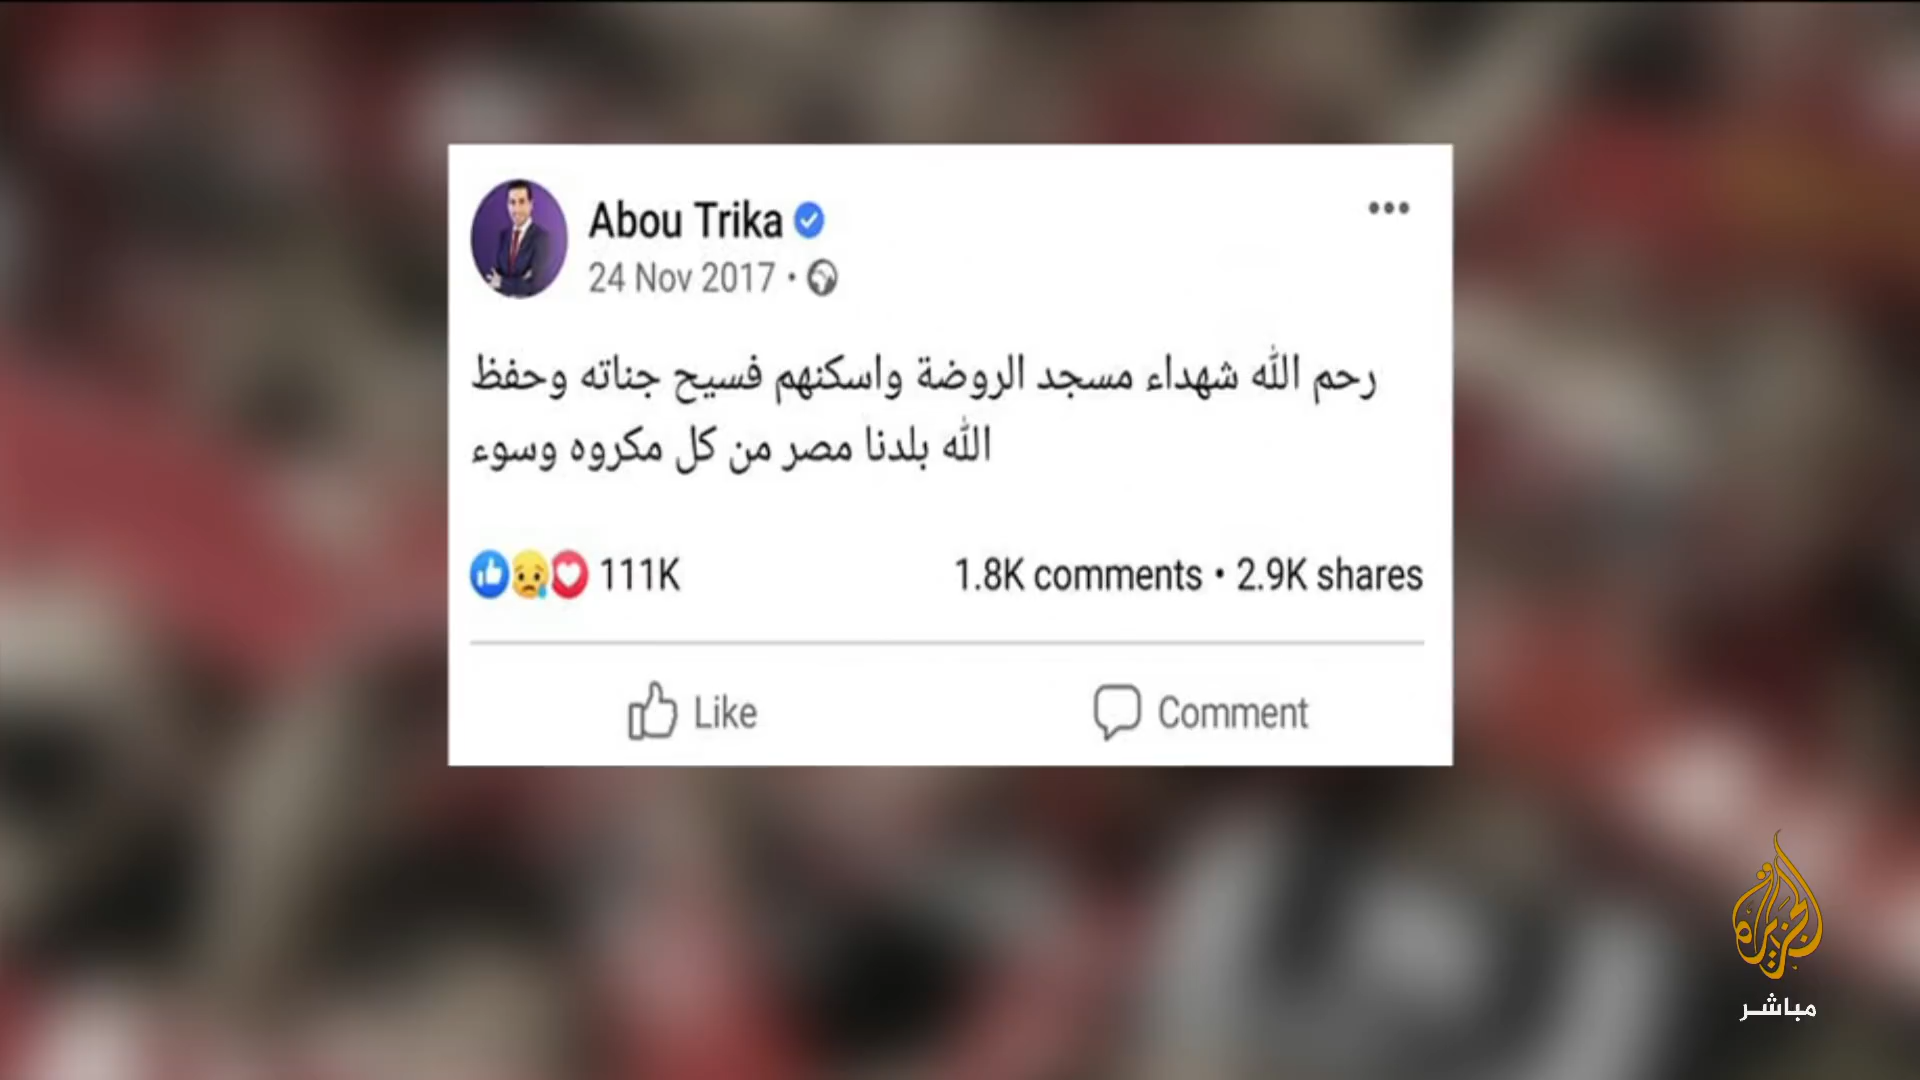 Abou Trika
24 Nov 2017 •
رحم الله شهداء مسجد الروضة واسكنهم فسيح جناته وحفظ
الله بلدنا مصر من كل مكروه وسوء
111K
1.8K comments • 2.9K shares
Like
Comment
الجزيرة
مباشر